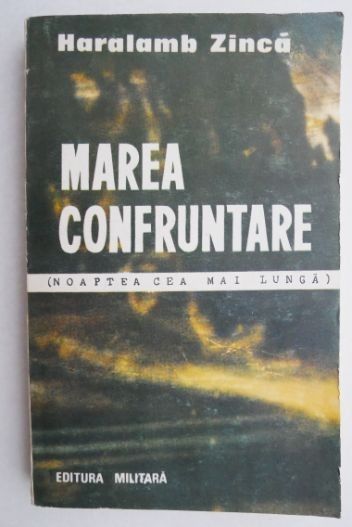 Haralamb Zincă
MAREA
CONFRUNTARE
(NOAPTEA CEA MAI LUNGĂ)
EDITURA MILITARĂ